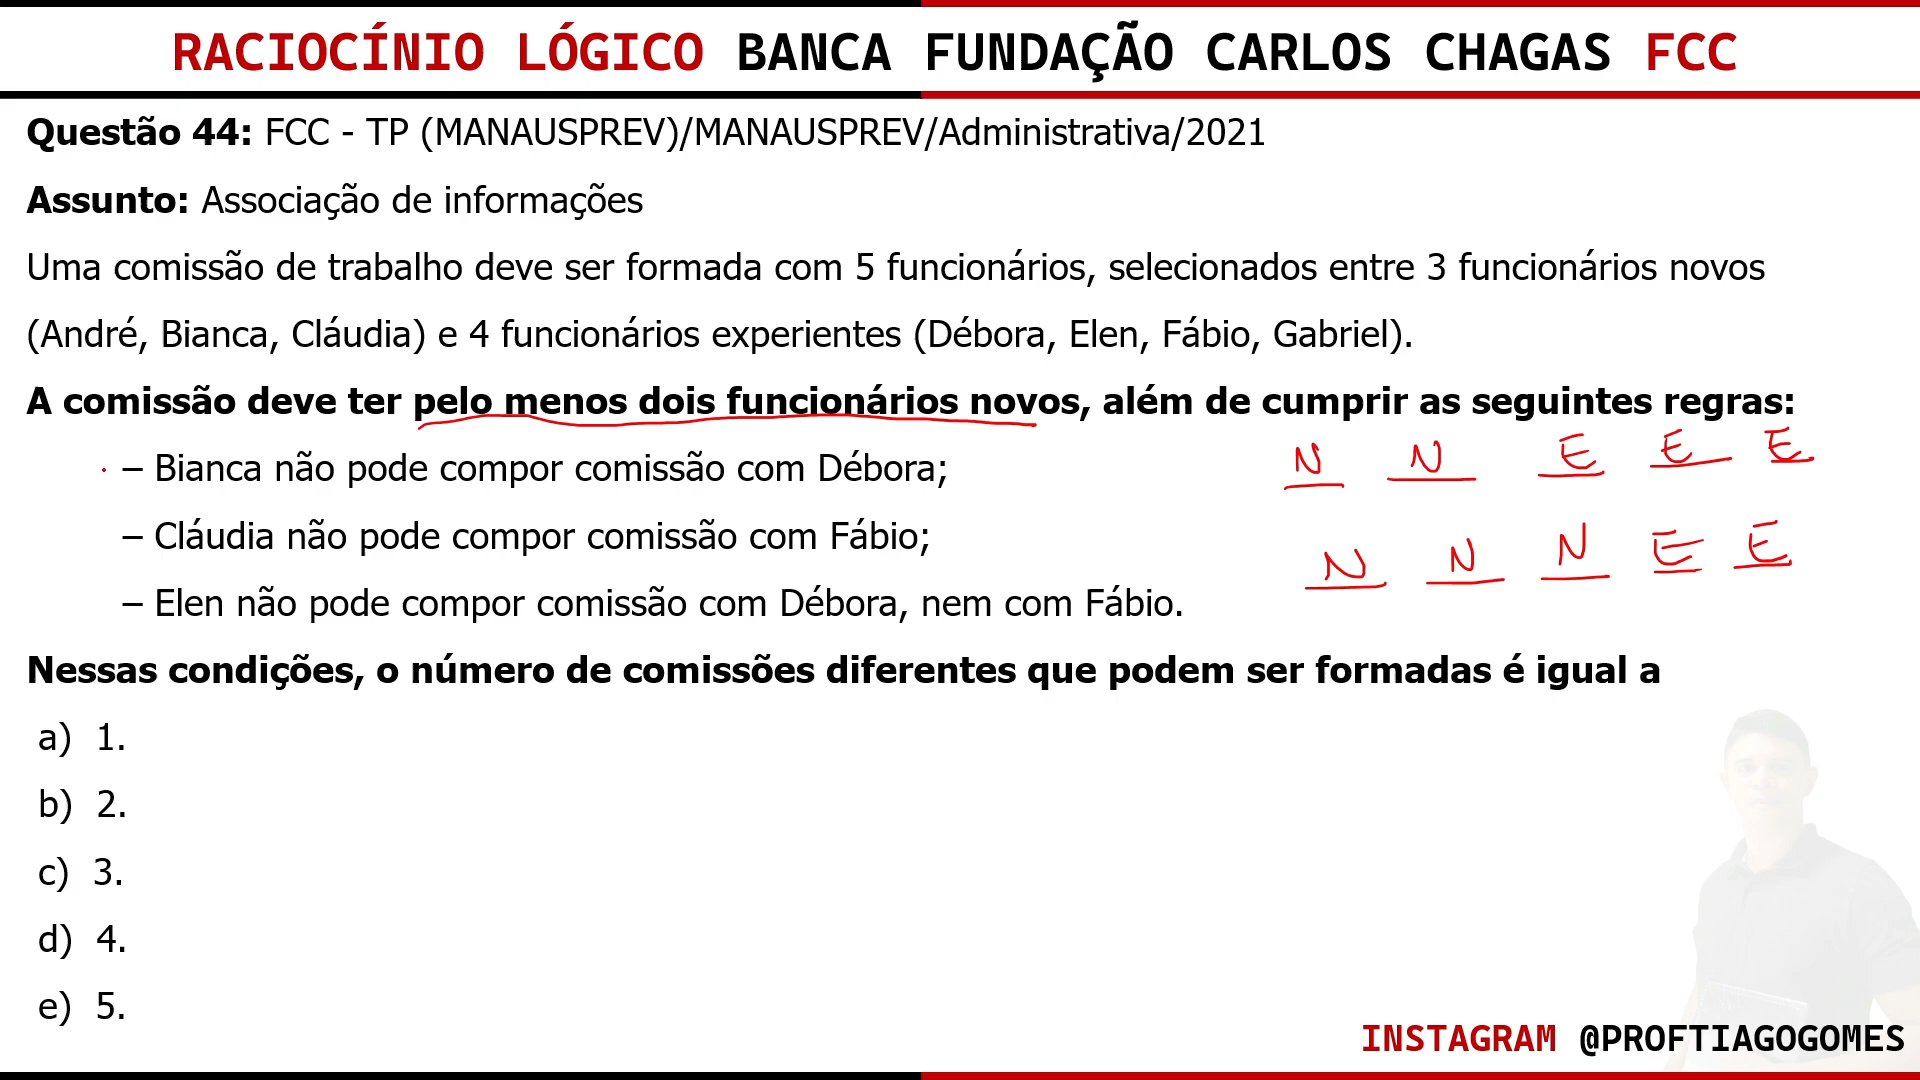 RACIOCÍNIO LÓGICO BANCA FUNDAÇÃO CARLOS CHAGAS FCC
Questão 44: FCC - TP (MANAUSPREV)/MANAUSPREV/Administrativa/2021
Assunto: Associação de informações
Uma comissão de trabalho deve ser formada com 5 funcionários, selecionados entre 3 funcionários novos
(André, Bianca, Cláudia) e 4 funcionários experientes (Débora, Elen, Fábio, Gabriel).
A comissão deve ter pelo menos dois funcionários novos, além de cumprir as seguintes regras:
– Bianca não pode compor comissão com Débora;
N N E E E
– Cláudia não pode compor comissão com Fábio;
N N N E E
– Elen não pode compor comissão com Débora, nem com Fábio.
Nessas condições, o número de comissões diferentes que podem ser formadas é igual a
a) 1.
b) 2.
c) 3.
d) 4.
e) 5.
INSTAGRAM @PROFTIAGOGOMES